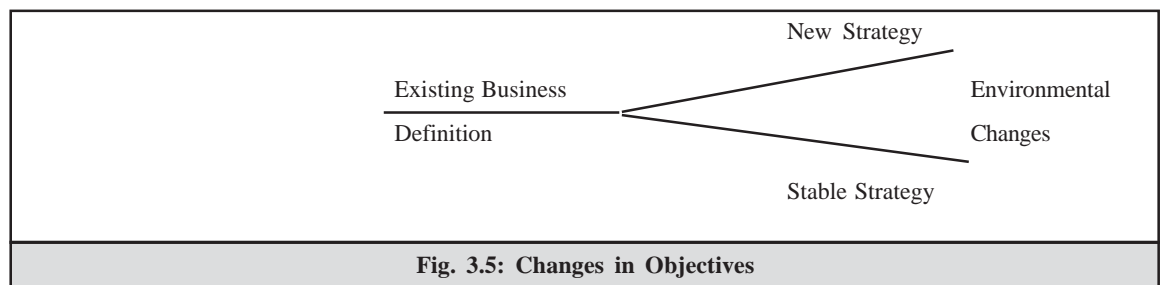 New Strategy
Existing Business
Environmental
Definition
Changes
Stable Strategy
Fig. 3.5: Changes in Objectives